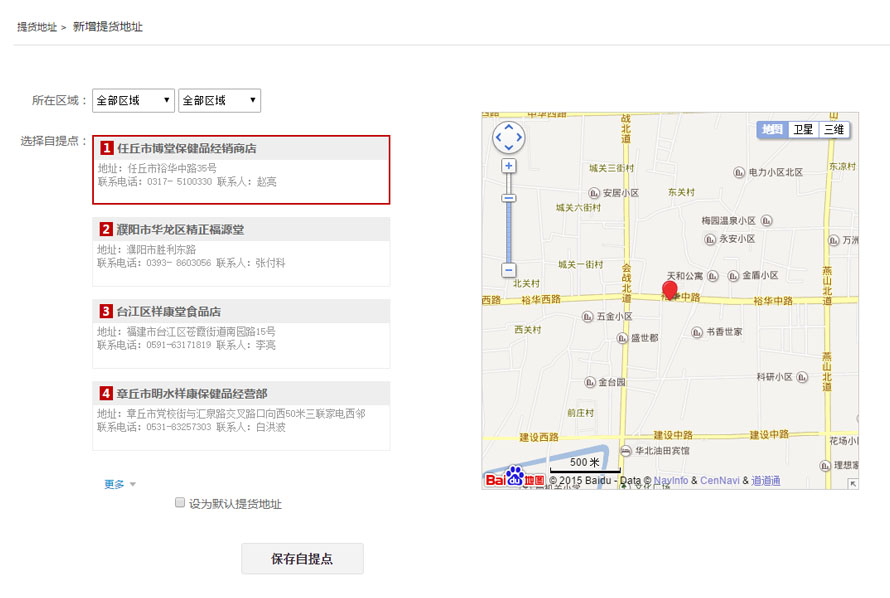 提货地址 > 新增提货地址
所在区域： 全部区域 全部区域
选择自提点：
1 任丘市博堂保健品经销商店
地址：任丘市裕华中路35号
联系电话：0317- 5100330 联系人：赵亮
2 濮阳市华龙区精正福源堂
地址：濮阳市胜利东路
联系电话：0393- 8603056 联系人：张付科
3 台江区祥康堂食品店
地址：福建市台江区苍霞街道南园路15号
联系电话：0591-63171819 联系人：李亮
4 章丘市明水祥康保健品经营部
地址：章丘市党校街与汇泉路交叉路口向西50米三联家电西邻
联系电话：0531-83257303 联系人：白洪波
更多
设为默认提货地址
保存自提点
地图 卫星 三维
中华西路
战北道
城关三街村
电力小区北区
东凉村
安居小区
东关村
城关六街村
梅园温泉小区
永安小区
万洲
城关一街村
会战北道
燕山北道
天和公寓
金盾小区
北关村
西路
裕华西路
裕华中路
裕华中路
五金小区
西关村
盛世郡
书香世家
燕山北道
科研小区
金台园
前庄村
建设西路
建设中路
建设中路
花场小
华北油田宾馆
理想家
500 米
Bai du 地图
© 2015 Baidu - Data © NavInfo & CenNavi & 道道通